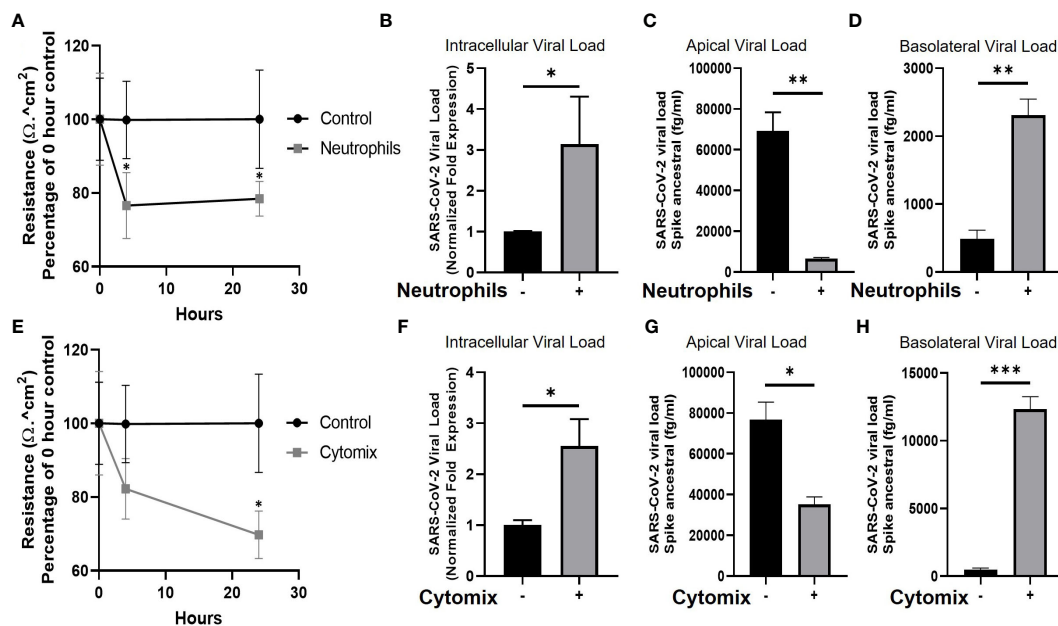 A
Resistance (Ω.^cm²)
Percentage of 0 hour control
120
100
80
60
0
10
20
30
Hours
Control
Neutrophils
*
*
B
Intracellular Viral Load
SARS-CoV-2 Viral Load
(Normalized Fold Expression)
5
4
3
2
1
0
*
Neutrophils - +
C
Apical Viral Load
SARS-CoV-2 viral load
Spike ancestral (fg/ml)
100000
80000
60000
40000
20000
0
**
Neutrophils - +
D
Basolateral Viral Load
SARS-CoV-2 viral load
Spike ancestral (fg/ml)
3000
2000
1000
0
**
Neutrophils - +
E
Resistance (Ω.^cm²)
Percentage of 0 hour control
120
100
80
60
0
10
20
30
Hours
Control
Cytomix
*
F
Intracellular Viral Load
SARS-CoV-2 Viral Load
(Normalized Fold Expression)
4
3
2
1
0
*
Cytomix - +
G
Apical Viral Load
SARS-CoV-2 viral load
Spike ancestral (fg/ml)
100000
80000
60000
40000
20000
0
*
Cytomix - +
H
Basolateral Viral Load
SARS-CoV-2 viral load
Spike ancestral (fg/ml)
15000
10000
5000
0
***
Cytomix - +